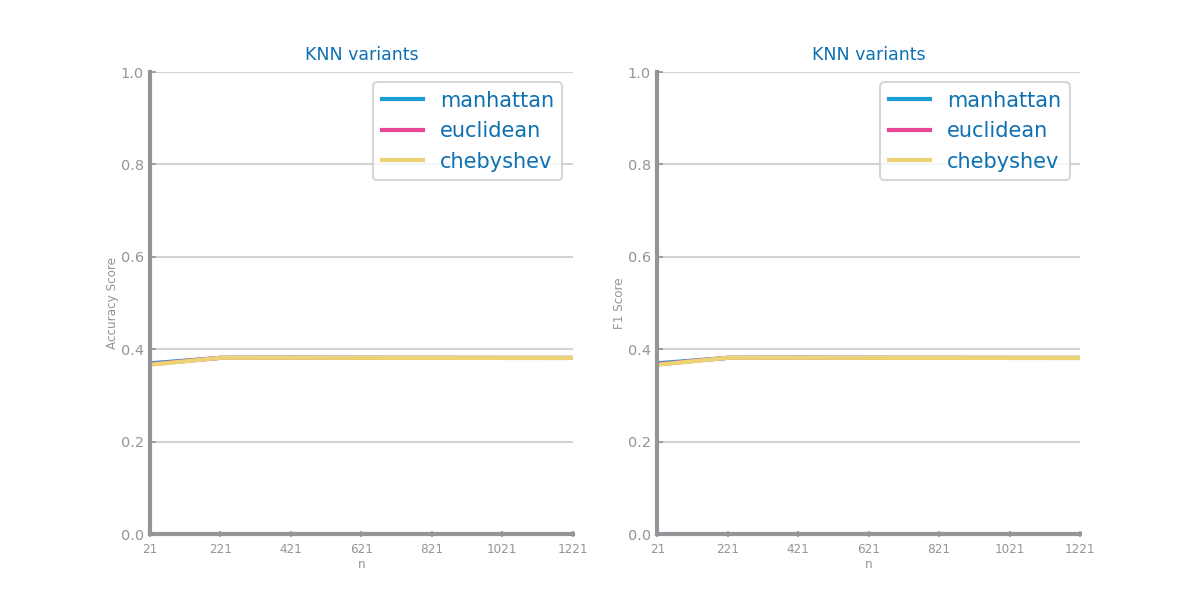 KNN variants
1.0
0.8
0.6
0.4
0.2
0.0
Accuracy Score
manhattan
euclidean
chebyshev
21 221 421 621 821 1021 1221
n
KNN variants
1.0
0.8
0.6
0.4
0.2
0.0
F1 Score
manhattan
euclidean
chebyshev
21 221 421 621 821 1021 1221
n